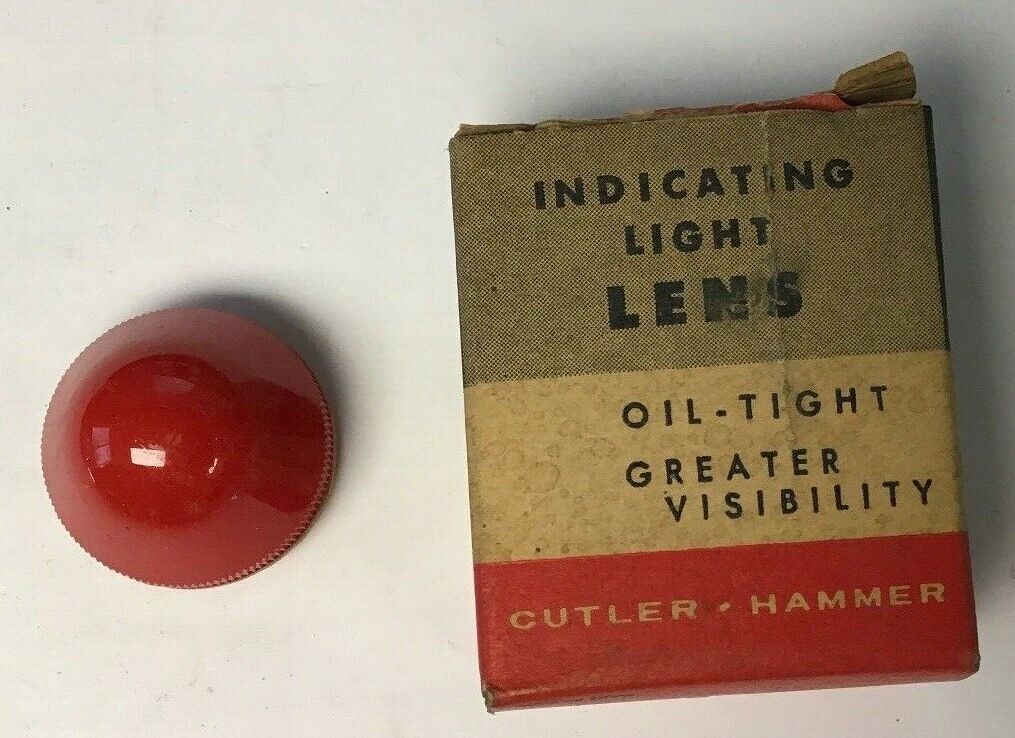 INDICATING
LIGHT
LENS
OIL-TIGHT
GREATER
VISIBILITY
CUTLER • HAMMER